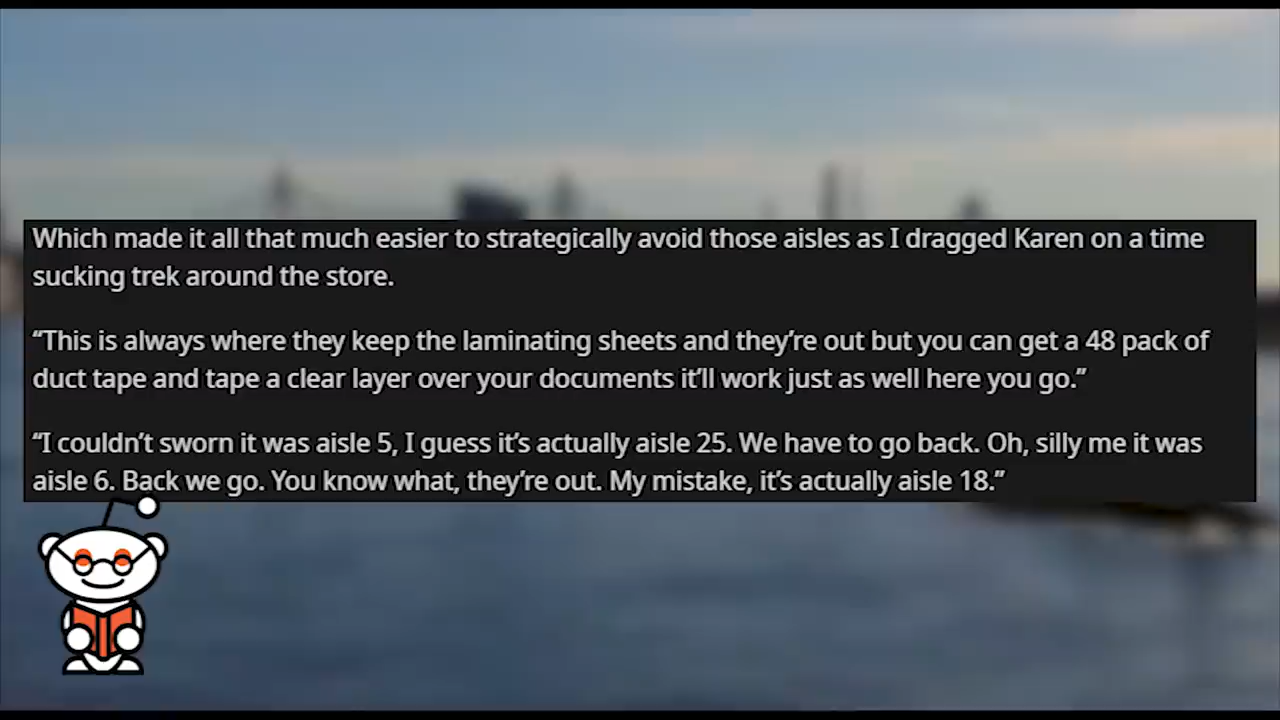 Which made it all that much easier to strategically avoid those aisles as I dragged Karen on a time
sucking trek around the store.
“This is always where they keep the laminating sheets and they’re out but you can get a 48 pack of
duct tape and tape a clear layer over your documents it’ll work just as well here you go.”
“I couldn’t sworn it was aisle 5, I guess it’s actually aisle 25. We have to go back. Oh, silly me it was
aisle 6. Back we go. You know what, they’re out. My mistake, it’s actually aisle 18.”